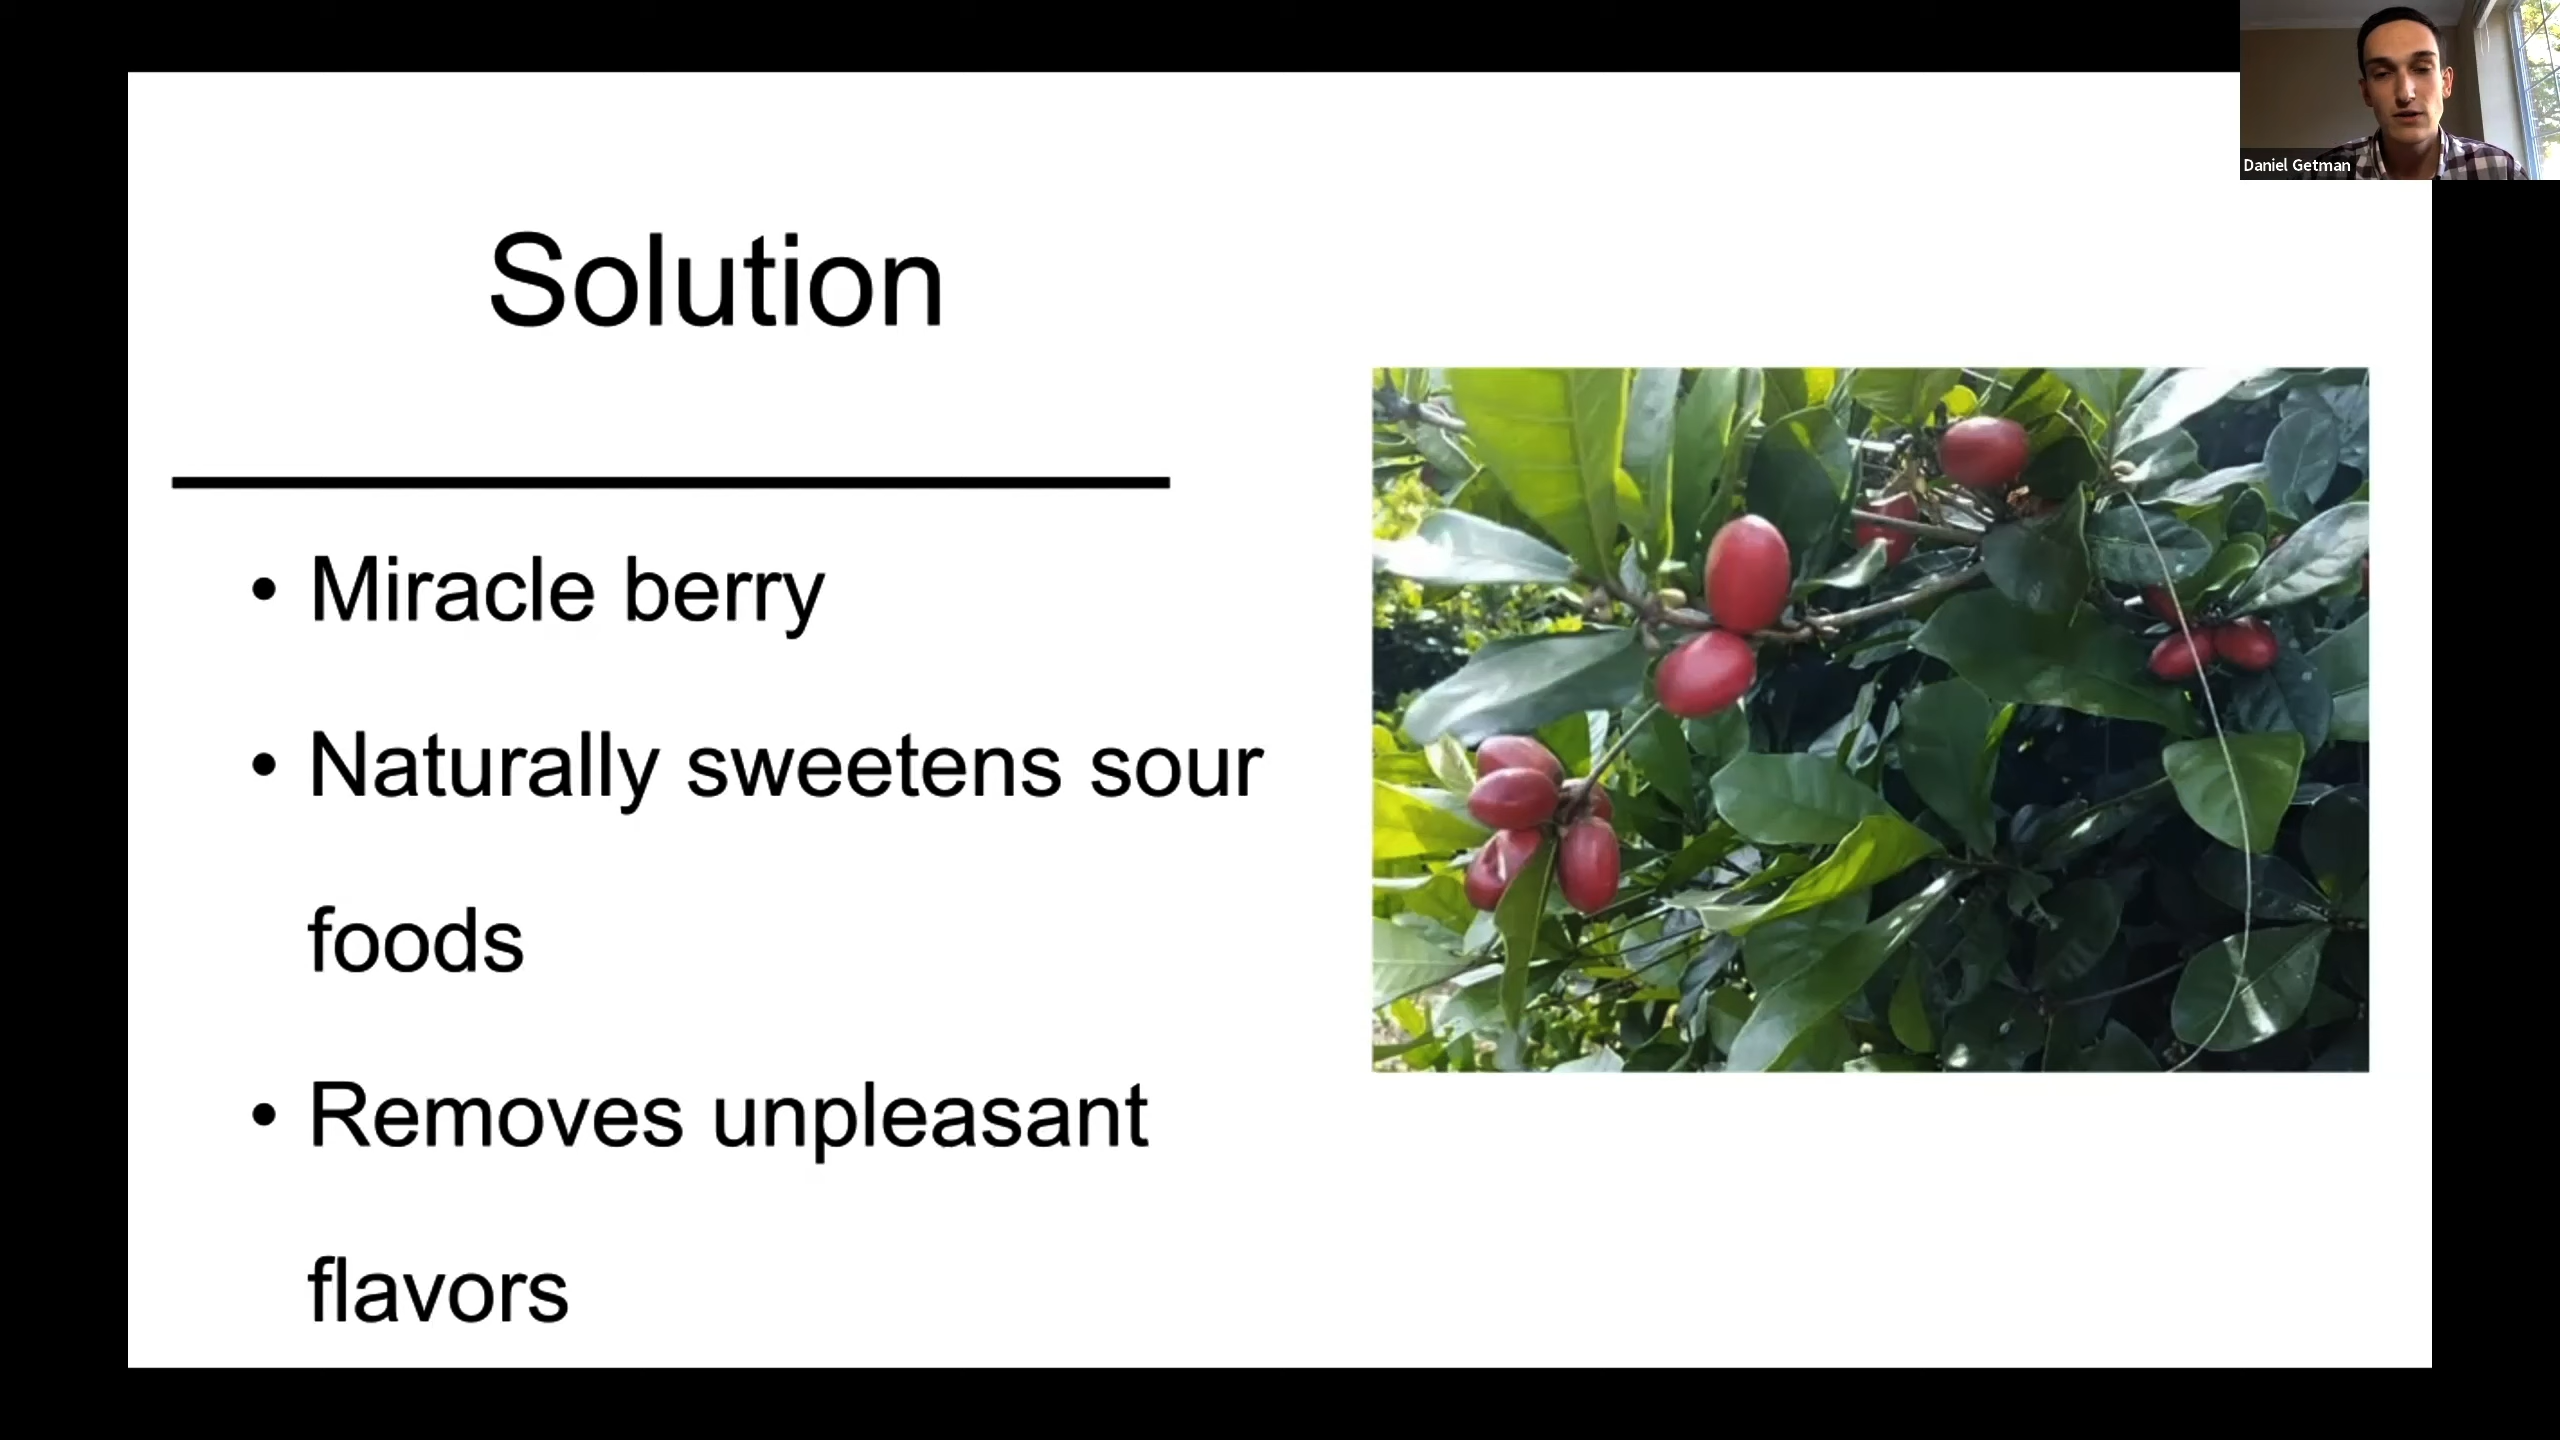 Daniel Getman
Solution
• Miracle berry
• Naturally sweetens sour
foods
• Removes unpleasant
flavors